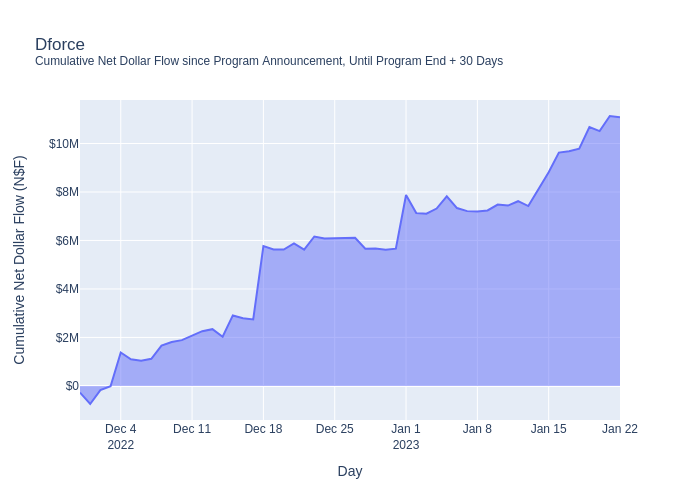 Dforce
Cumulative Net Dollar Flow since Program Announcement, Until Program End + 30 Days
Cumulative Net Dollar Flow (N$F)
$10M
$8M
$6M
$4M
$2M
$0
Dec 4
2022
Dec 11
Dec 18
Dec 25
Jan 1
2023
Jan 8
Jan 15
Jan 22
Day